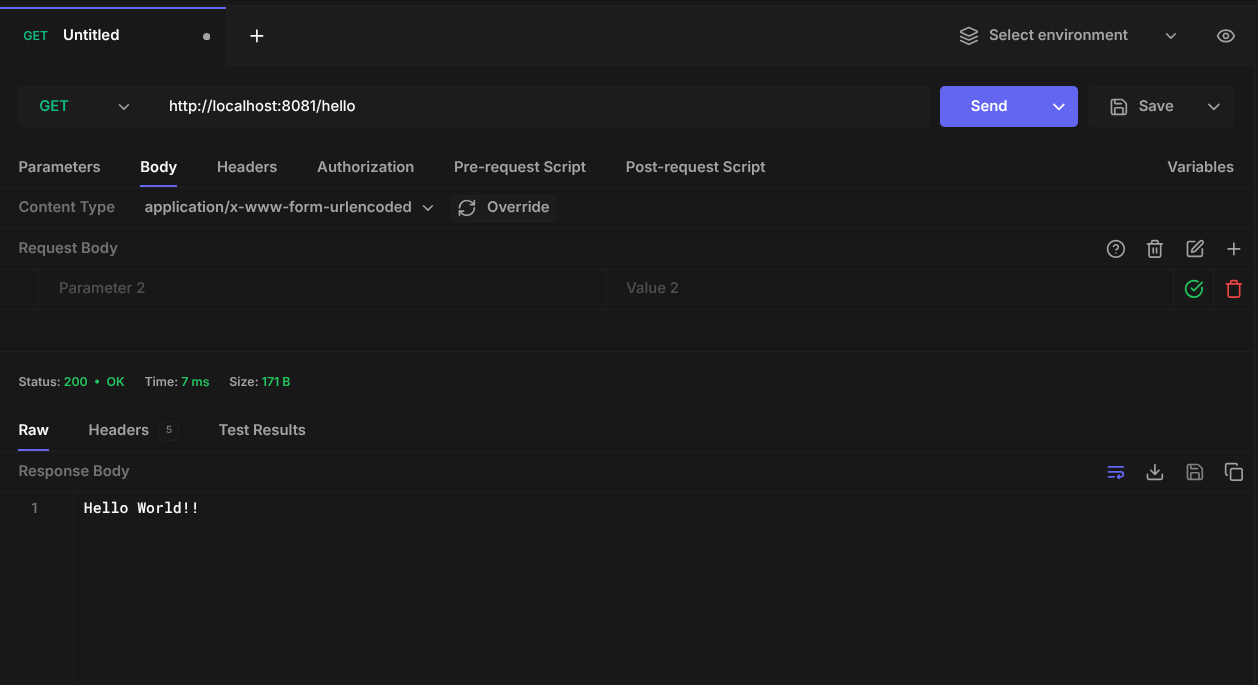 GET Untitled Select environment
GET http://localhost:8081/hello Send Save
Parameters Body Headers Authorization Pre-request Script Post-request Script Variables
Content Type application/x-www-form-urlencoded Override
Request Body
Parameter 2 Value 2
Status: 200 • OK Time: 7 ms Size: 171 B
Raw Headers 5 Test Results
Response Body
1 Hello World!!